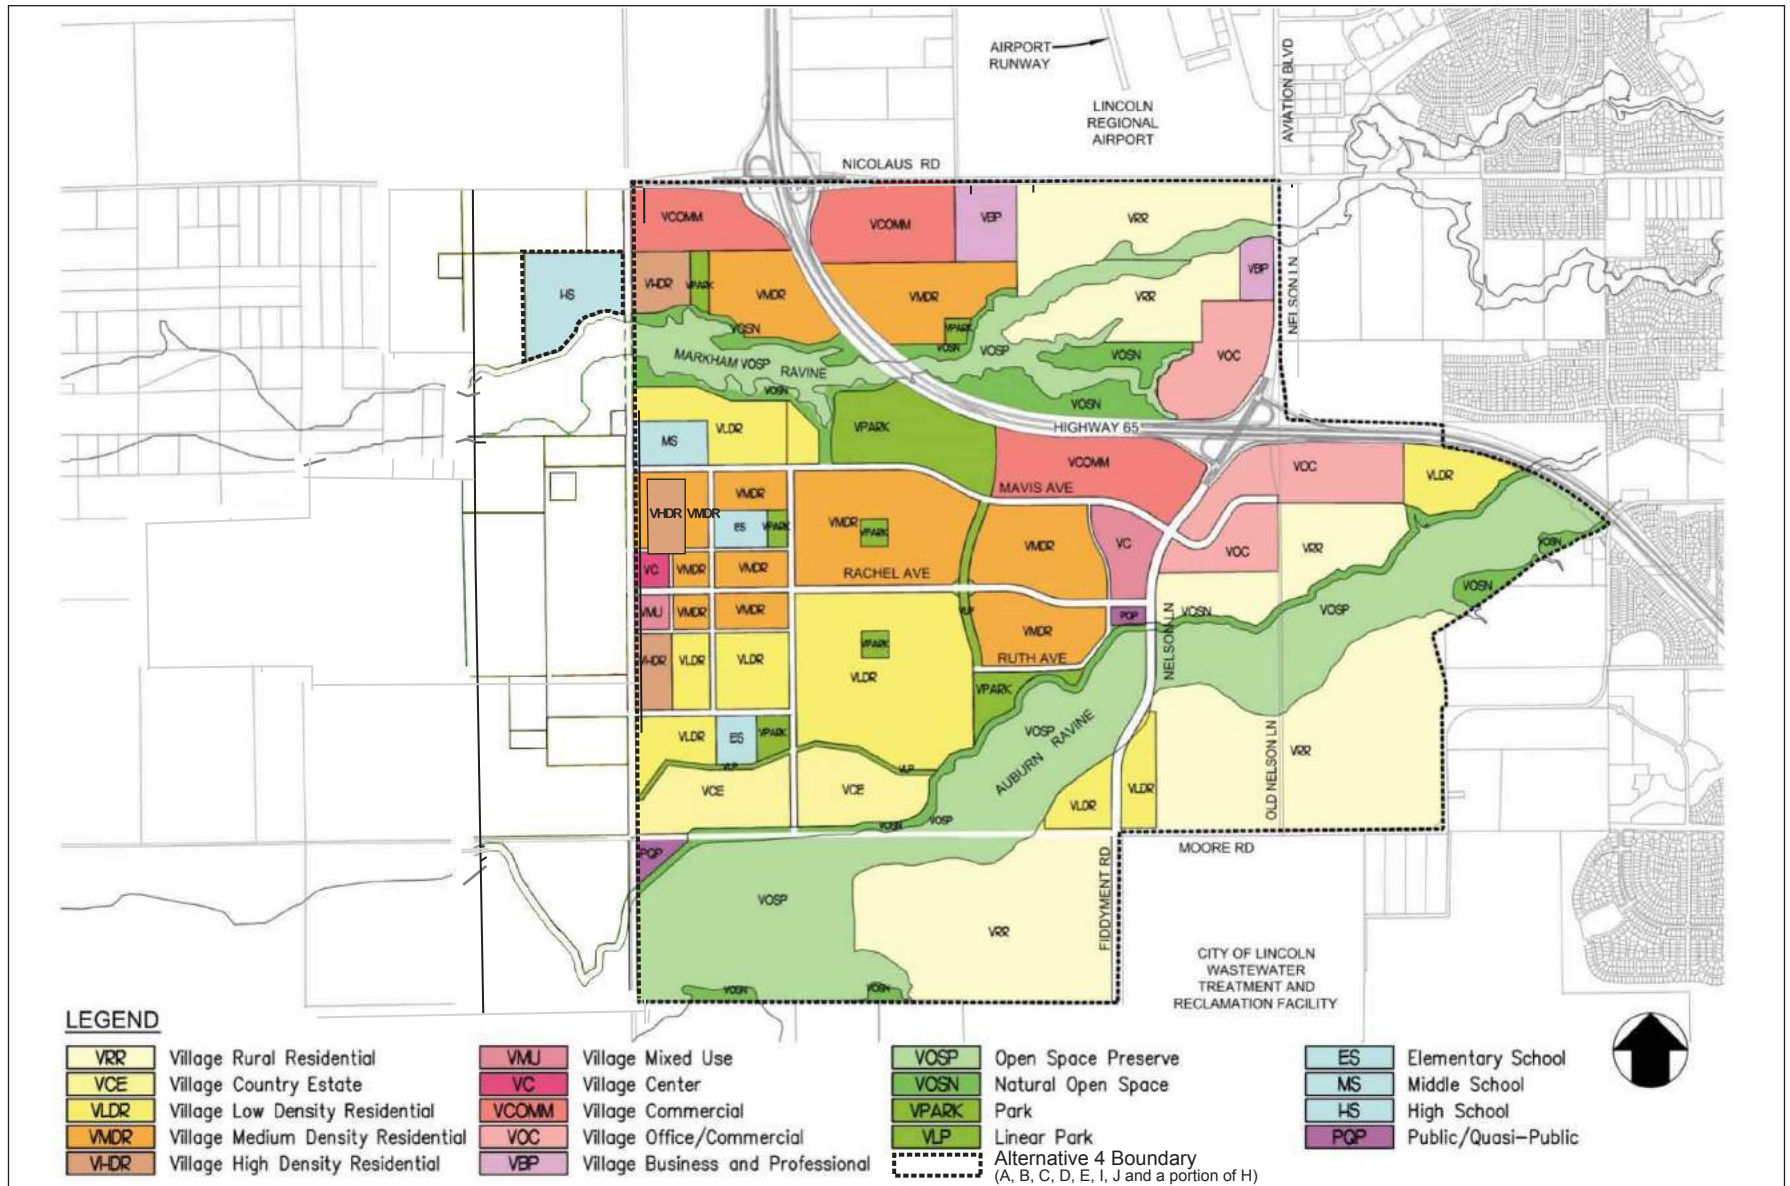 AIRPORT
RUNWAY
AVIATION BLVD
LINCOLN
REGIONAL
AIRPORT
NICOLAUS RD
VCOMM
VCOMM
VBP
VRR
NELSON LN
HS
VHDR
VPARK
VMDR
VMDR
VRR
VBP
VOSN
VPARK
VOSN
VOSP
VOSN
VOC
MARKHAM VOSP RAVINE
VOSN
VOSN
VLDR
VPARK
HIGHWAY 65
MS
VCOMM
VOC
VLDR
MAVIS AVE
VMDR
VHDR
VMDR
ES
VPARK
VMDR
VPARK
VMDR
VC
VOC
VRR
VOSN
VC
VMDR
VMDR
RACHEL AVE
VOSN
VMU
VMDR
VMDR
VLP
PQP
VOSN
VOSP
VPARK
VMDR
NELSON LN
VHDR
VLDR
VLDR
RUTH AVE
VLDR
VPARK
VLDR
ES
VPARK
VOSP
AUBURN RAVINE
VRR
OLD NELSON LN
VLP
VLP
VCE
VCE
VLDR
VLDR
VOSN
VOSP
MOORE RD
PQP
FIDDYMENT RD
VOSP
VRR
CITY OF LINCOLN
WASTEWATER
TREATMENT AND
RECLAMATION FACILITY
VOSN
VOSN
LEGEND
VRR Village Rural Residential
VCE Village Country Estate
VLDR Village Low Density Residential
VMDR Village Medium Density Residential
VHDR Village High Density Residential
VMU Village Mixed Use
VC Village Center
VCOMM Village Commercial
VOC Village Office/Commercial
VBP Village Business and Professional
VOSP Open Space Preserve
VOSN Natural Open Space
VPARK Park
VLP Linear Park
Alternative 4 Boundary
(A, B, C, D, E, I, J and a portion of H)
ES Elementary School
MS Middle School
HS High School
PQP Public/Quasi-Public